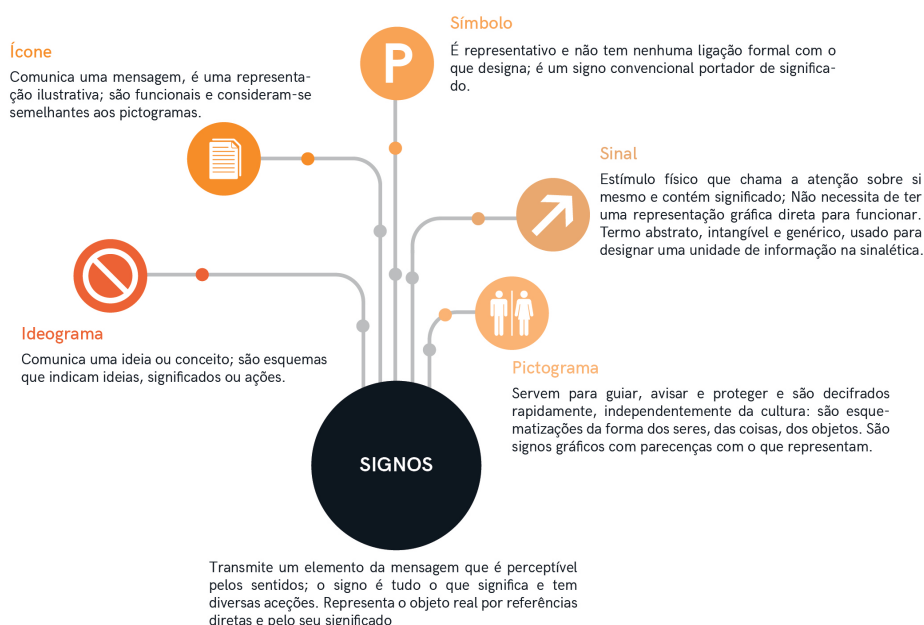 Símbolo
É representativo e não tem nenhuma ligação formal com o
que designa; é um signo convencional portador de significa-
do.
P
Ícone
Comunica uma mensagem, é uma representa-
ção ilustrativa; são funcionais e consideram-se
semelhantes aos pictogramas.
Sinal
Estímulo físico que chama a atenção sobre si
mesmo e contém significado; Não necessita de ter
uma representação gráfica direta para funcionar.
Termo abstrato, intangível e genérico, usado para
designar uma unidade de informação na sinalética.
Ideograma
Comunica uma ideia ou conceito; são esquemas
que indicam ideias, significados ou ações.
Pictograma
Servem para guiar, avisar e proteger e são decifrados
rapidamente, independentemente da cultura: são esque-
matizações da forma dos seres, das coisas, dos objetos. São
signos gráficos com parecenças com o que representam.
SIGNOS
Transmite um elemento da mensagem que é perceptível
pelos sentidos; o signo é tudo o que significa e tem
diversas aceções. Representa o objeto real por referências
diretas e pelo seu significado